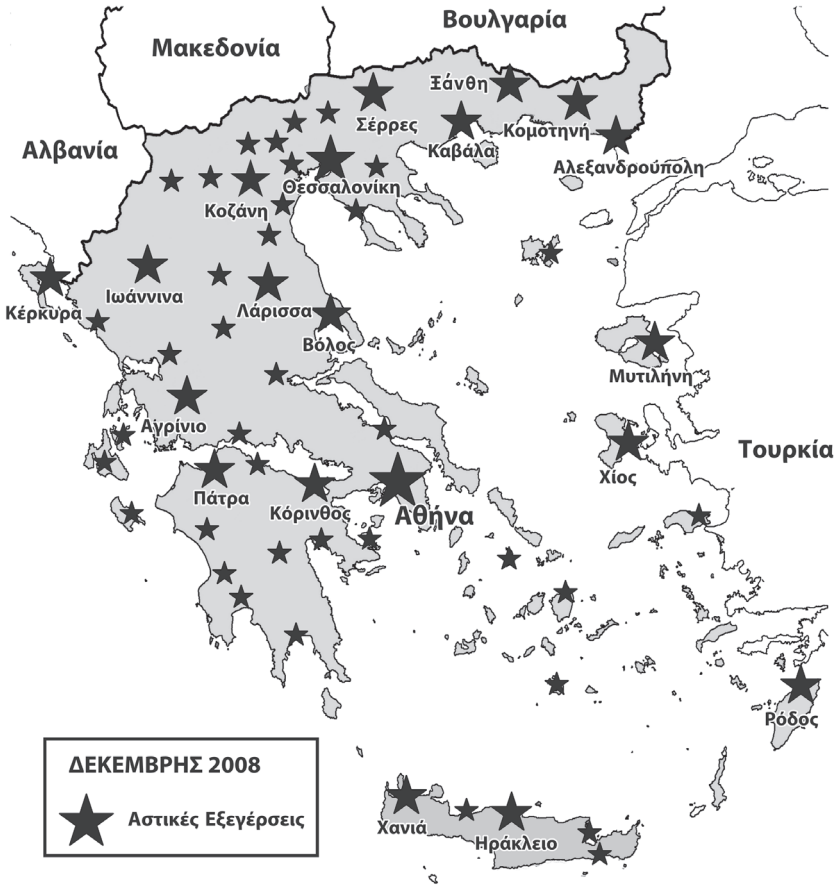 Βουλγαρία
Μακεδονία
Ξάνθη
Σέρρες
Κομοτηνή
Καβάλα
Αλβανία
Αλεξανδρούπολη
Θεσσαλονίκη
Κοζάνη
Ιωάννινα
Κέρκυρα
Λάρισσα
Βόλος
Μυτιλήνη
Αγρίνιο
Τουρκία
Χίος
Πάτρα
Κόρινθος
Αθήνα
Ρόδος
ΔΕΚΕΜΒΡΗΣ 2008
Αστικές Εξεγέρσεις
Χανιά
Ηράκλειο